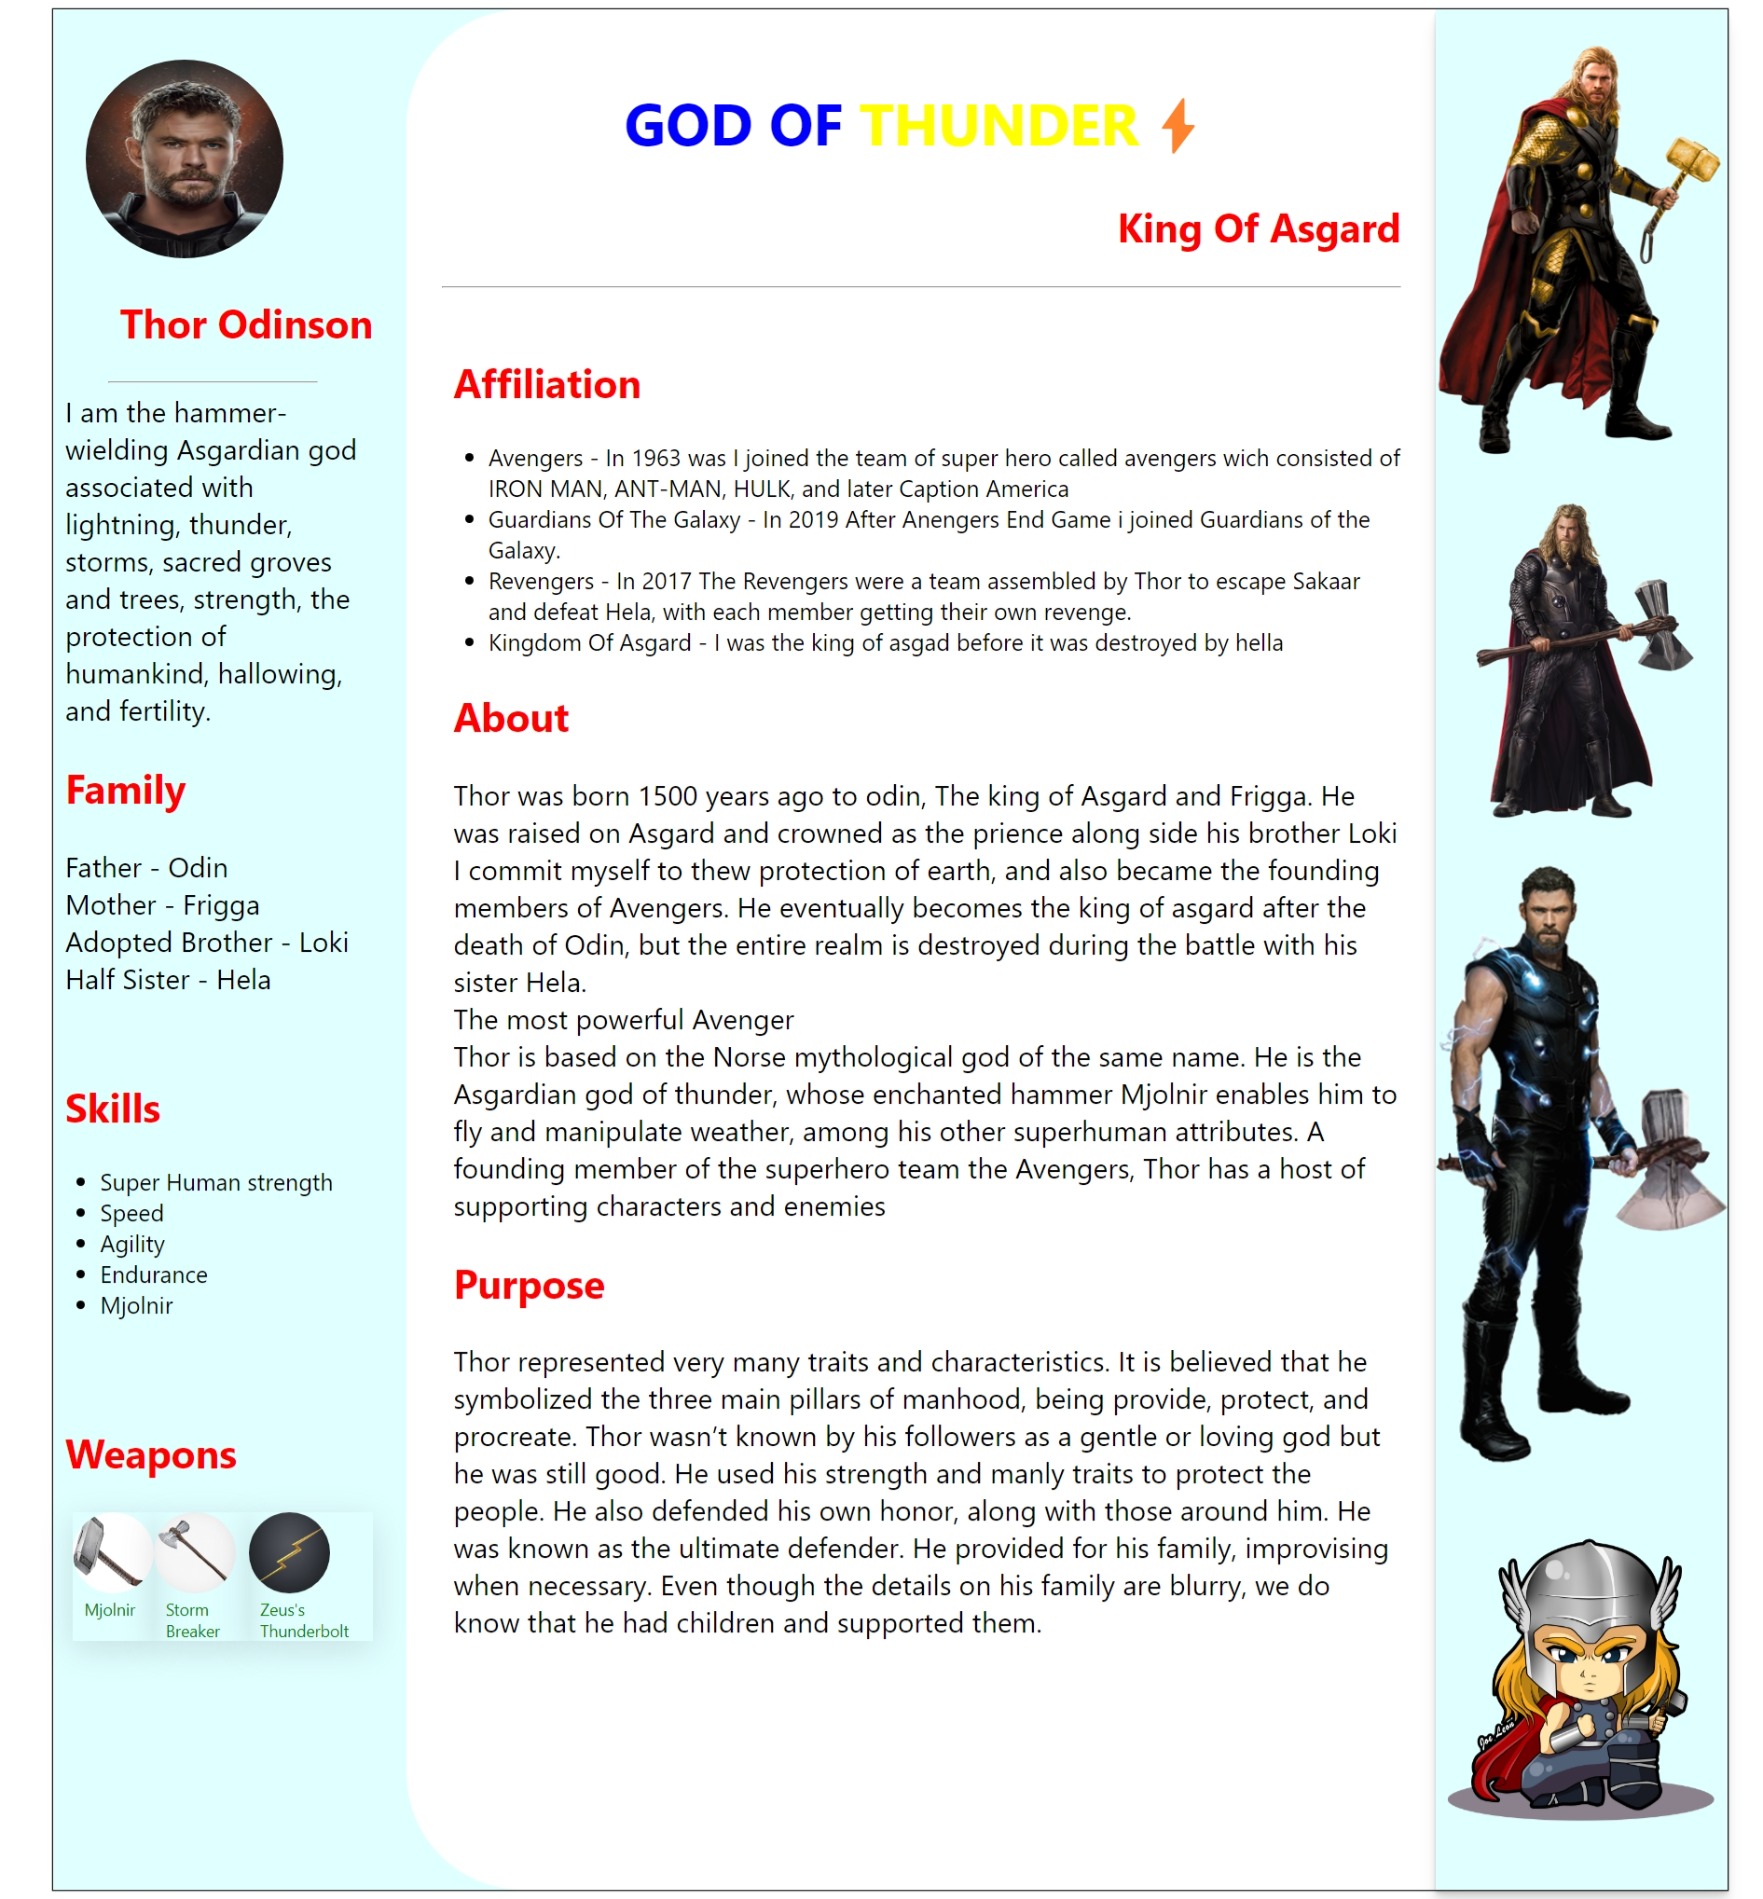 GOD OF THUNDER
King Of Asgard
Thor Odinson
I am the hammer-
wielding Asgardian god
associated with
lightning, thunder,
storms, sacred groves
and trees, strength, the
protection of
humankind, hallowing,
and fertility.
Family
Father - Odin
Mother - Frigga
Adopted Brother - Loki
Half Sister - Hela
Skills
• Super Human strength
• Speed
• Agility
• Endurance
• Mjolnir
Weapons
Mjolnir
Storm
Breaker
Zeus's
Thunderbolt
Affiliation
• Avengers - In 1963 was I joined the team of super hero called avengers wich consisted of
IRON MAN, ANT-MAN, HULK, and later Caption America
• Guardians Of The Galaxy - In 2019 After Anengers End Game i joined Guardians of the
Galaxy.
• Revengers - In 2017 The Revengers were a team assembled by Thor to escape Sakaar
and defeat Hela, with each member getting their own revenge.
• Kingdom Of Asgard - I was the king of asgad before it was destroyed by hella
About
Thor was born 1500 years ago to odin, The king of Asgard and Frigga. He
was raised on Asgard and crowned as the prience along side his brother Loki
I commit myself to thew protection of earth, and also became the founding
members of Avengers. He eventually becomes the king of asgard after the
death of Odin, but the entire realm is destroyed during the battle with his
sister Hela.
The most powerful Avenger
Thor is based on the Norse mythological god of the same name. He is the
Asgardian god of thunder, whose enchanted hammer Mjolnir enables him to
fly and manipulate weather, among his other superhuman attributes. A
founding member of the superhero team the Avengers, Thor has a host of
supporting characters and enemies
Purpose
Thor represented very many traits and characteristics. It is believed that he
symbolized the three main pillars of manhood, being provide, protect, and
procreate. Thor wasn’t known by his followers as a gentle or loving god but
he was still good. He used his strength and manly traits to protect the
people. He also defended his own honor, along with those around him. He
was known as the ultimate defender. He provided for his family, improvising
when necessary. Even though the details on his family are blurry, we do
know that he had children and supported them.
Joe Leon